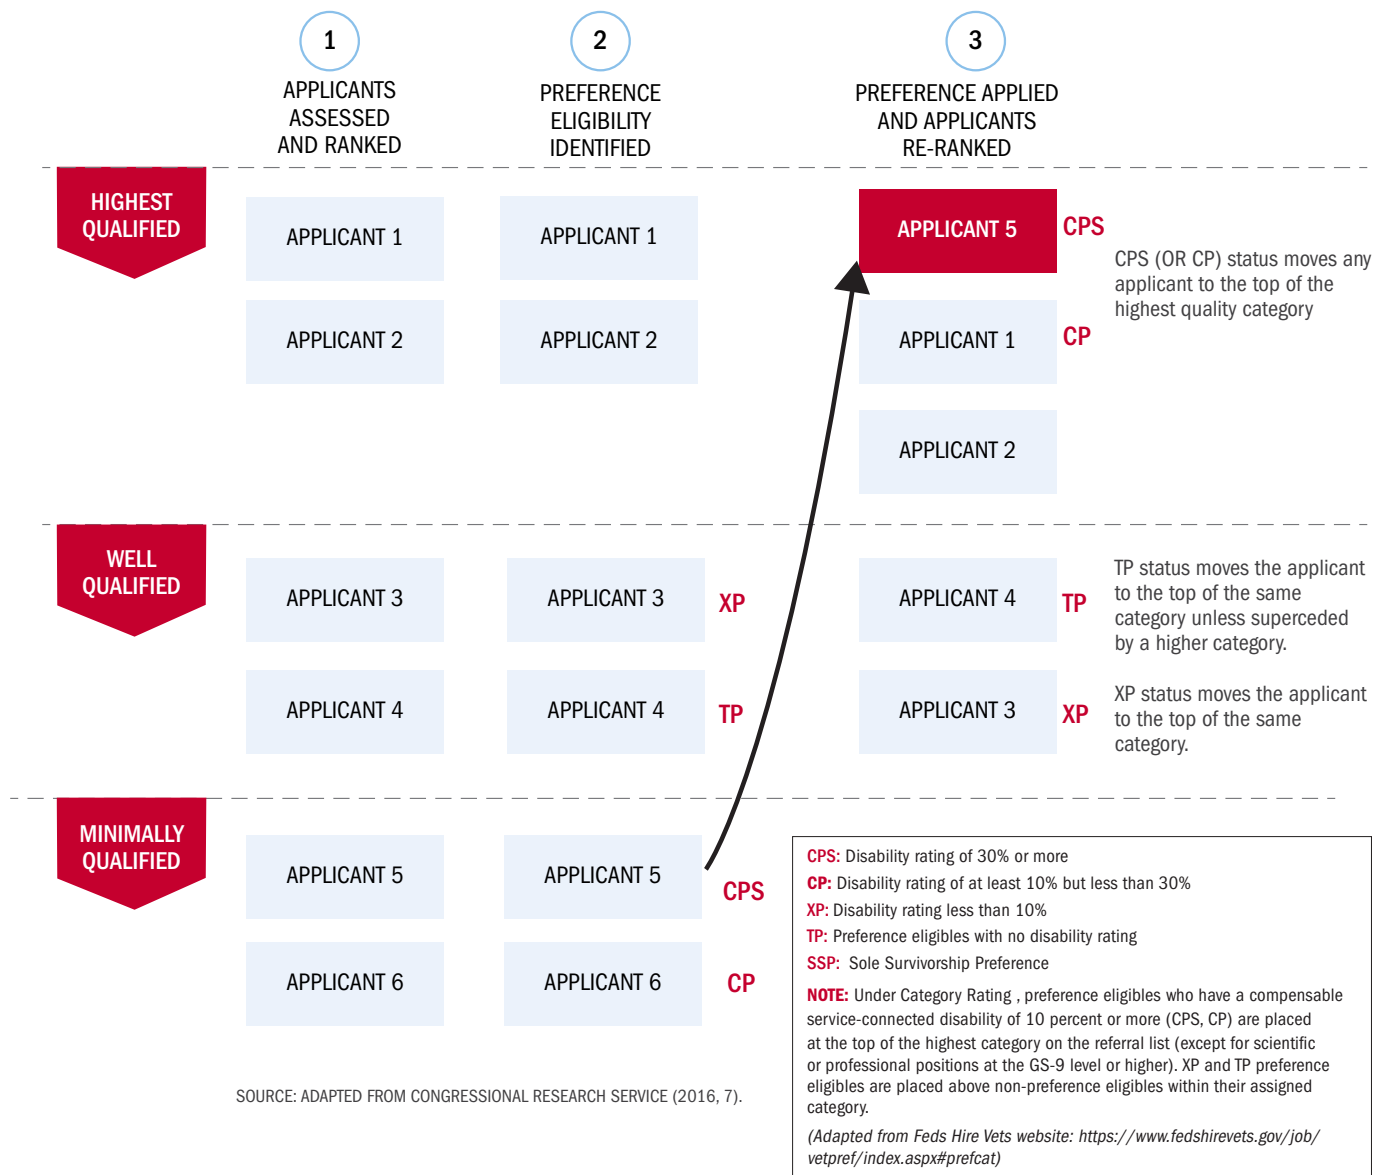 1
APPLICANTS
ASSESSED
AND RANKED
2
PREFERENCE
ELIGIBILITY
IDENTIFIED
3
PREFERENCE APPLIED
AND APPLICANTS
RE-RANKED
HIGHEST
QUALIFIED
APPLICANT 1
APPLICANT 2
APPLICANT 1
APPLICANT 2
APPLICANT 5
CPS
APPLICANT 1
CP
APPLICANT 2
CPS (OR CP) status moves any
applicant to the top of the
highest quality category
WELL
QUALIFIED
APPLICANT 3
APPLICANT 4
APPLICANT 3
XP
APPLICANT 4
TP
APPLICANT 4
TP
APPLICANT 3
XP
TP status moves the applicant
to the top of the same
category unless superceded
by a higher category.
XP status moves the applicant
to the top of the same
category.
MINIMALLY
QUALIFIED
APPLICANT 5
APPLICANT 6
APPLICANT 5
CPS
APPLICANT 6
CP
CPS: Disability rating of 30% or more
CP: Disability rating of at least 10% but less than 30%
XP: Disability rating less than 10%
TP: Preference eligibles with no disability rating
SSP: Sole Survivorship Preference
NOTE: Under Category Rating , preference eligibles who have a compensable
service-connected disability of 10 percent or more (CPS, CP) are placed
at the top of the highest category on the referral list (except for scientific
or professional positions at the GS-9 level or higher). XP and TP preference
eligibles are placed above non-preference eligibles within their assigned
category.
(Adapted from Feds Hire Vets website: https://www.fedshirevets.gov/job/
vetpref/index.aspx#prefcat)
SOURCE: ADAPTED FROM CONGRESSIONAL RESEARCH SERVICE (2016, 7).